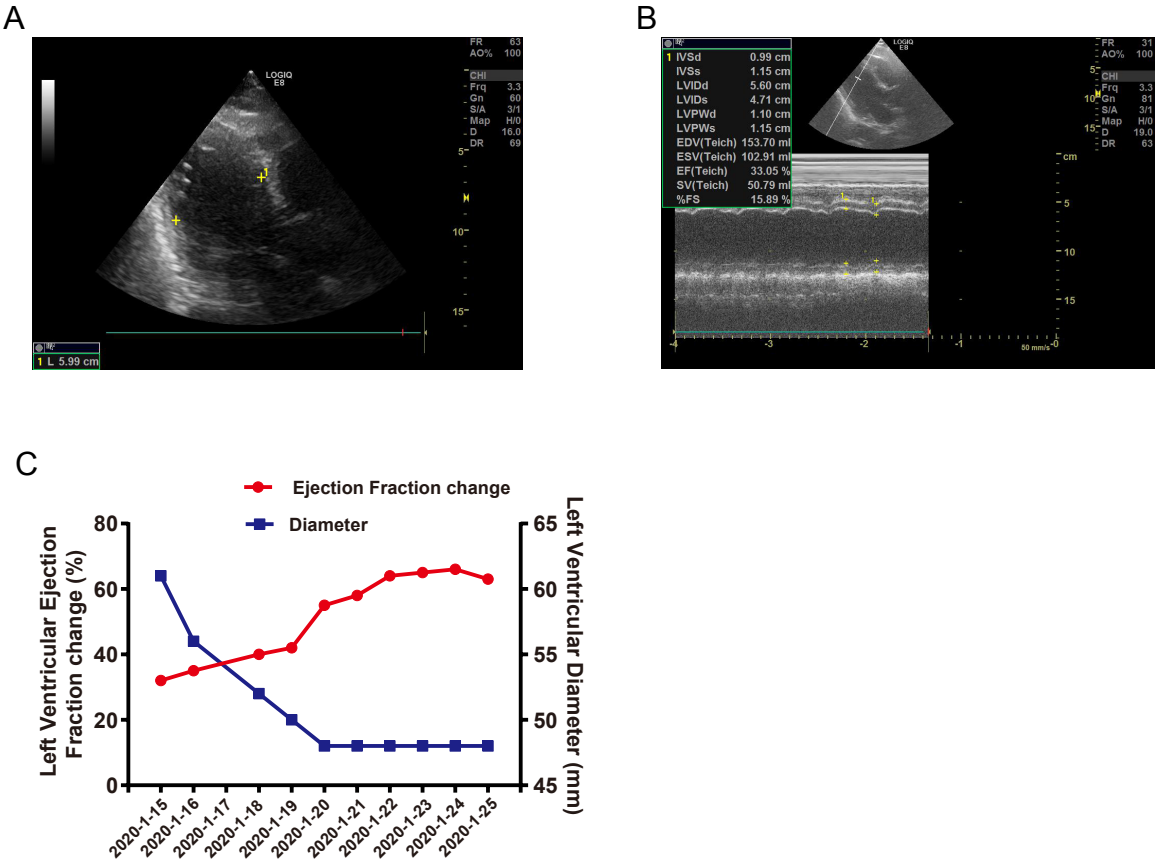 A
FR 63
AO% 100
CHI
Frq 3.3
Gn 60
S/A 3/1
Map H/0
D 16.0
DR 69
LOGIQ
E8
1
5
10
15
1 L 5.99 cm
B
1 IVSd 0.99 cm
IVSs 1.15 cm
LVIDd 5.60 cm
LVIDs 4.71 cm
LVPWd 1.10 cm
LVPWs 1.15 cm
EDV(Teich) 153.70 ml
ESV(Teich) 102.91 ml
EF(Teich) 33.05 %
SV(Teich) 50.79 ml
%FS 15.89 %
LOGIQ
E8
FR 31
AO% 100
CHI
Frq 3.3
Gn 81
S/A 3/1
Map H/0
D 19.0
DR 63
5
10
15
cm
5
10
15
1
1
-4 -3 -2 -1 -0
50 mm/s
C
Ejection Fraction change
Diameter
Left Ventricular Ejection
Fraction change (%)
80
60
40
20
0
Left Ventricular Diameter (mm)
65
60
55
50
45
2020-1-15
2020-1-16
2020-1-17
2020-1-18
2020-1-19
2020-1-20
2020-1-21
2020-1-22
2020-1-23
2020-1-24
2020-1-25